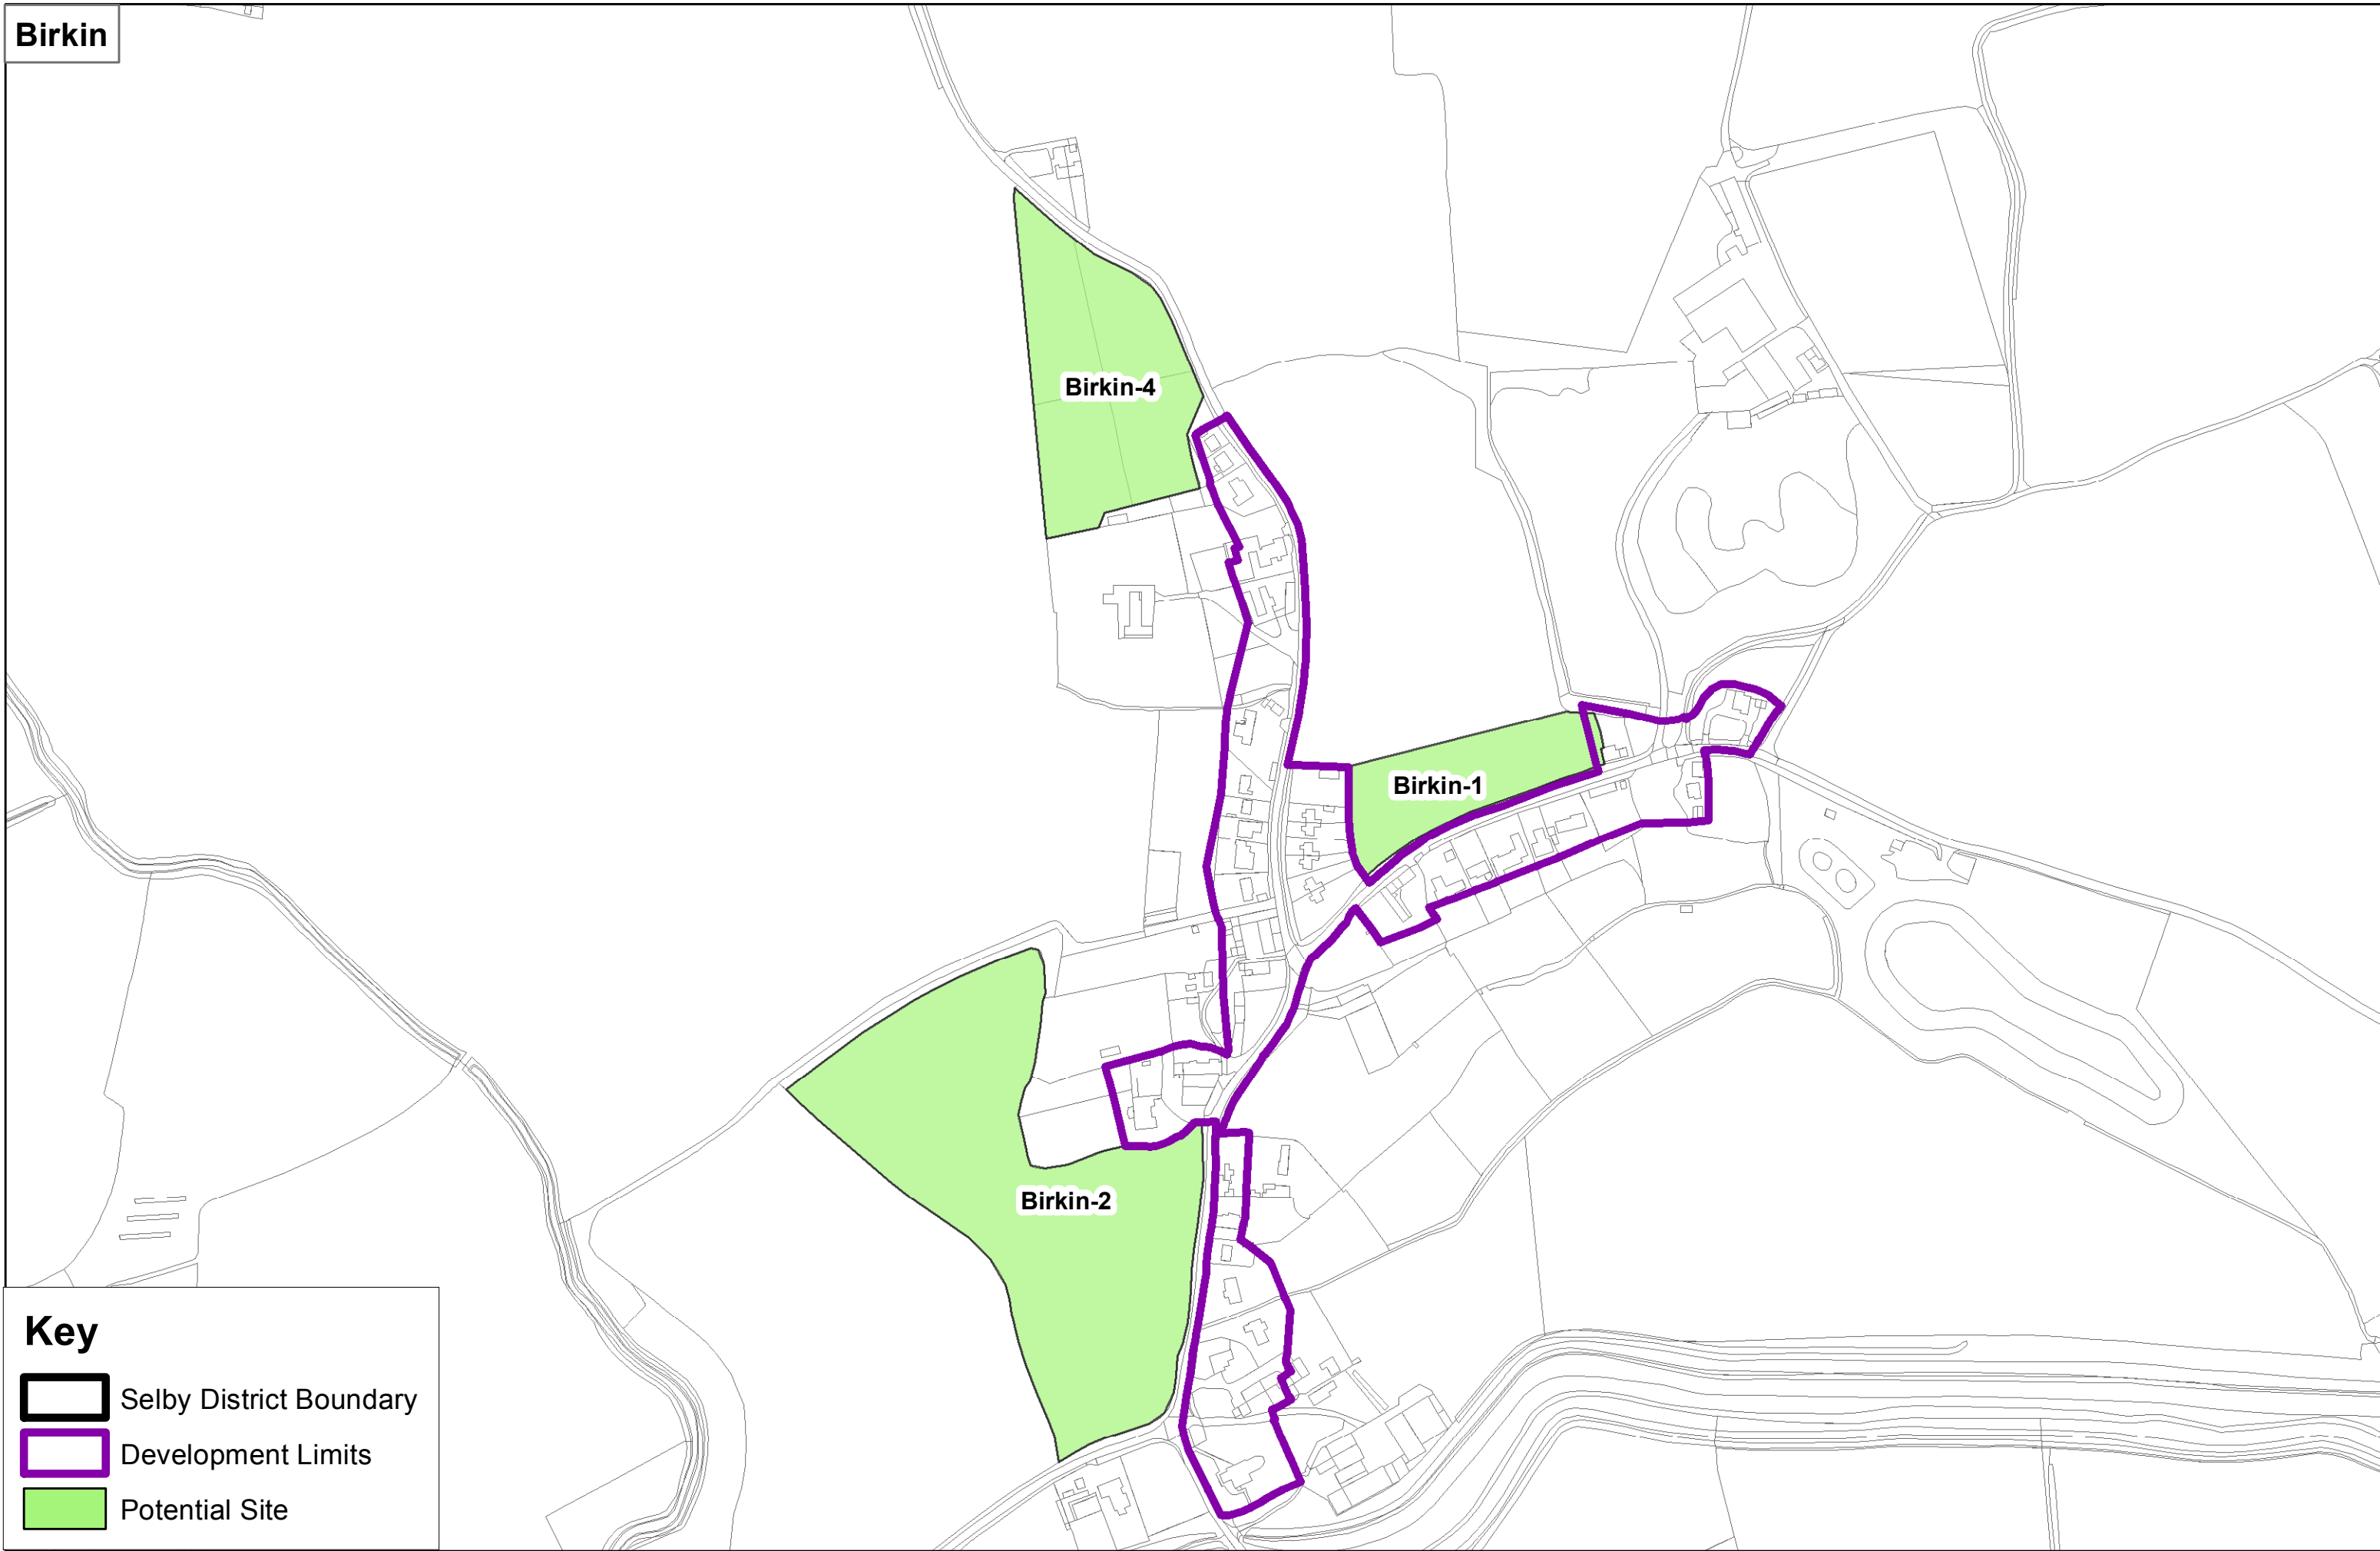 Birkin
Birkin-4
Birkin-1
Birkin-2
Key
Selby District Boundary
Development Limits
Potential Site